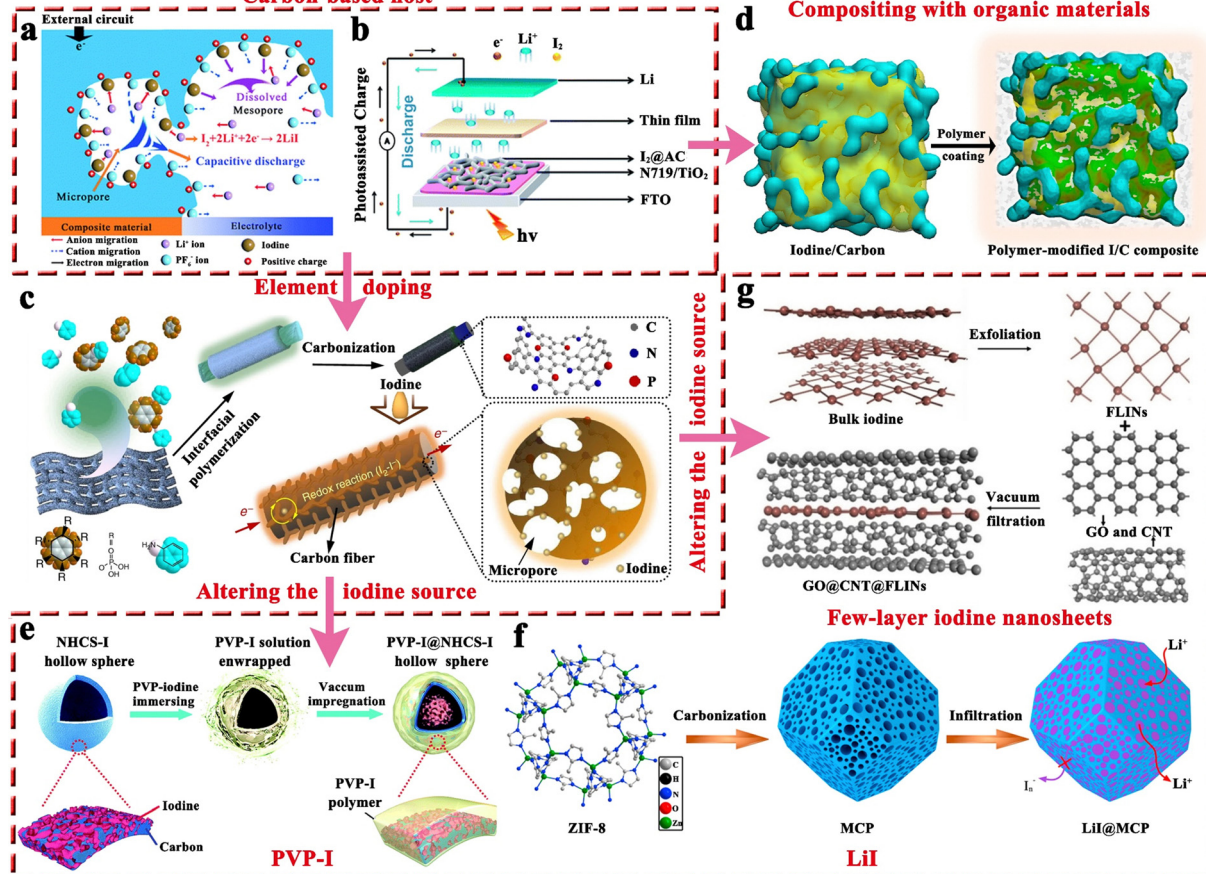 Carbon-based host
a
External circuit
e⁻
Dissolved
Mesopore
I₂+2Li⁺+2e⁻→ 2LiI
Capacitive discharge
Micropore
Composite material
Electrolyte
Anion migration
Cation migration
Electron migration
Li⁺ ion
PF₆⁻ ion
Iodine
Positive charge
b
e⁻ Li⁺ I₂
Photoassisted Charge
Discharge
A
Li
Thin film
I₂@AC
N719/TiO₂
FTO
hν
Compositing with organic materials
d
Polymer
coating
Iodine/Carbon
Polymer-modified I/C composite
Element doping
c
Interfacial
polymerization
Carbonization
Iodine
C
N
P
e⁻
Redox reaction (I₂-I⁻)
e⁻
Carbon fiber
Micropore
Iodine
R
R
R
R
R
R
R
O
P
OH
OH
H₂N
Altering the iodine source
g
Exfoliation
Bulk iodine
FLINs
+
Vacuum
filtration
GO and CNT
GO@CNT@FLINs
Few-layer iodine nanosheets
Altering the iodine source
e
NHCS-I
hollow sphere
PVP-iodine
immersing
PVP-I solution
enwrapped
Vaccum
impregnation
PVP-I@NHCS-I
hollow sphere
Iodine
Carbon
PVP-I
polymer
PVP-I
f
C
H
N
O
Zn
ZIF-8
Carbonization
MCP
Infiltration
Li⁺
Li⁺
Iₙ⁻
LiI@MCP
LiI